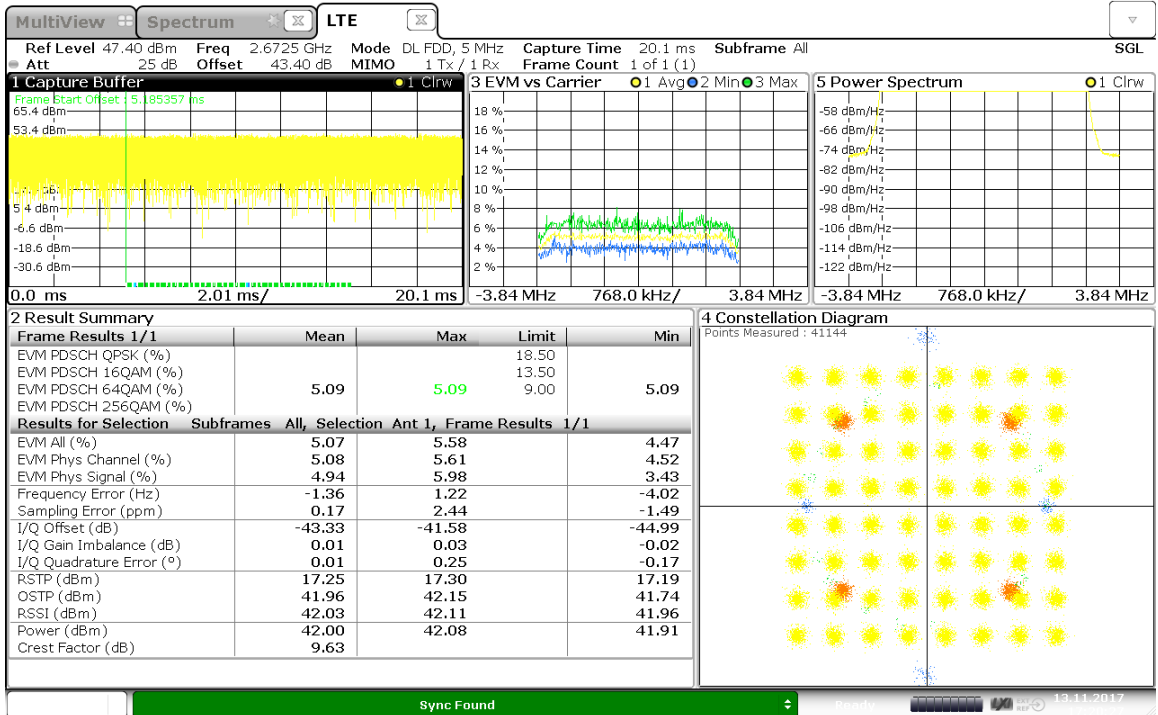 MultiView Spectrum LTE
Ref Level 47.40 dBm Freq 2.6725 GHz Mode DL FDD, 5 MHz Capture Time 20.1 ms Subframe All SGL
Att 25 dB Offset 43.40 dB MIMO 1 Tx / 1 Rx Frame Count 1 of 1 (1)
1 Capture Buffer 1 Clrw
Frame Start Offset : 5.185357 ms
65.4 dBm
53.4 dBm
5.4 dBm
-6.6 dBm
-18.6 dBm
-30.6 dBm
0.0 ms 2.01 ms/ 20.1 ms
3 EVM vs Carrier 1 Avg 2 Min 3 Max
18 %
16 %
14 %
12 %
10 %
8 %
6 %
4 %
2 %
-3.84 MHz 768.0 kHz/ 3.84 MHz
5 Power Spectrum 1 Clrw
-58 dBm/Hz
-66 dBm/Hz
-74 dBm/Hz
-82 dBm/Hz
-90 dBm/Hz
-98 dBm/Hz
-106 dBm/Hz
-114 dBm/Hz
-122 dBm/Hz
-3.84 MHz 768.0 kHz/ 3.84 MHz
2 Result Summary
Frame Results 1/1 Mean Max Limit Min
EVM PDSCH QPSK (%) 18.50
EVM PDSCH 16QAM (%) 13.50
EVM PDSCH 64QAM (%) 5.09 5.09 9.00 5.09
EVM PDSCH 256QAM (%)
Results for Selection Subframes All, Selection Ant 1, Frame Results 1/1
EVM All (%) 5.07 5.58 4.47
EVM Phys Channel (%) 5.08 5.61 4.52
EVM Phys Signal (%) 4.94 5.98 3.43
Frequency Error (Hz) -1.36 1.22 -4.02
Sampling Error (ppm) 0.17 2.44 -1.49
I/Q Offset (dB) -43.33 -41.58 -44.99
I/Q Gain Imbalance (dB) 0.01 0.03 -0.02
I/Q Quadrature Error (°) 0.01 0.25 -0.17
RSTP (dBm) 17.25 17.30 17.19
OSTP (dBm) 41.96 42.15 41.74
RSSI (dBm) 42.03 42.11 41.96
Power (dBm) 42.00 42.08 41.91
Crest Factor (dB) 9.63
4 Constellation Diagram
Points Measured : 41144
Sync Found
Ready
LXI EXT REF
13.11.2017